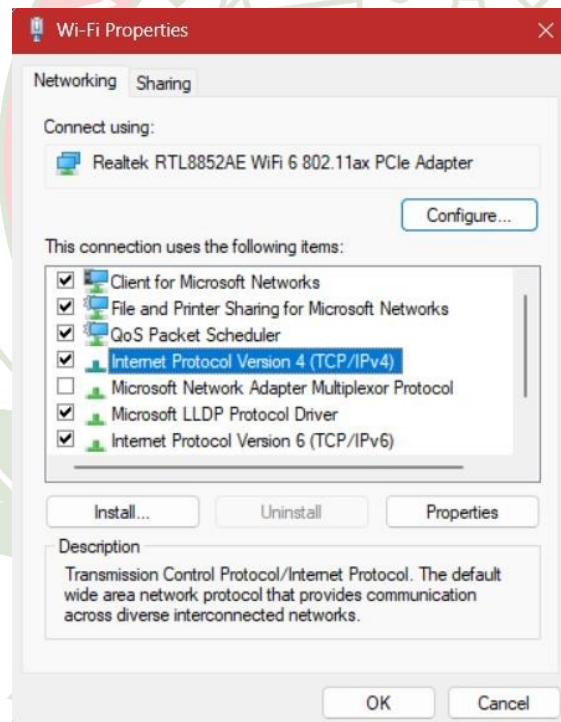 Wi-Fi Properties
Networking
Sharing
Connect using:
Realtek RTL8852AE WiFi 6 802.11ax PCIe Adapter
Configure...
This connection uses the following items:
Client for Microsoft Networks
File and Printer Sharing for Microsoft Networks
QoS Packet Scheduler
Internet Protocol Version 4 (TCP/IPv4)
Microsoft Network Adapter Multiplexor Protocol
Microsoft LLDP Protocol Driver
Internet Protocol Version 6 (TCP/IPv6)
Install...
Uninstall
Properties
Description
Transmission Control Protocol/Internet Protocol. The default
wide area network protocol that provides communication
across diverse interconnected networks.
OK
Cancel